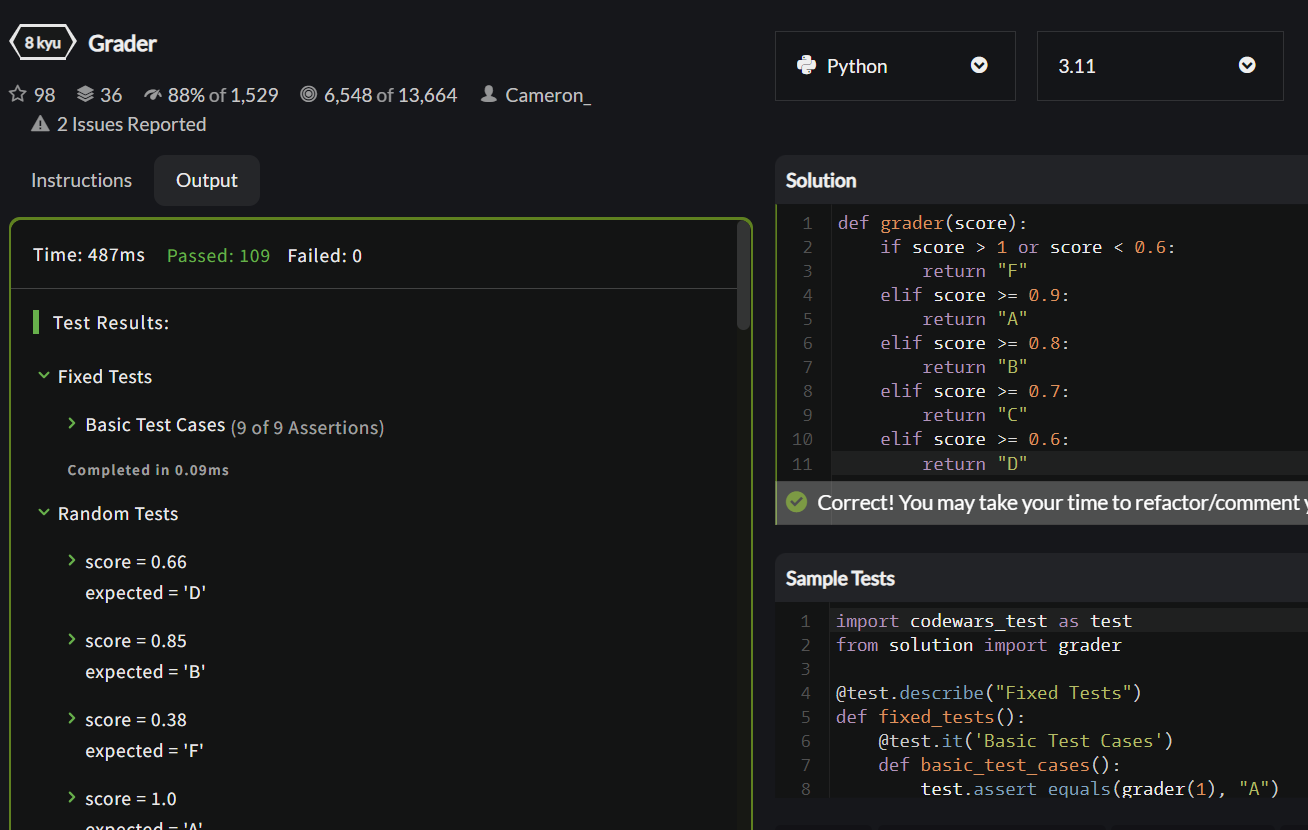 8 kyu Grader
98 36 88% of 1,529 6,548 of 13,664 Cameron_
2 Issues Reported
Instructions Output
Time: 487ms Passed: 109 Failed: 0
Test Results:
Fixed Tests
Basic Test Cases (9 of 9 Assertions)
Completed in 0.09ms
Random Tests
score = 0.66
expected = 'D'
score = 0.85
expected = 'B'
score = 0.38
expected = 'F'
score = 1.0
expected = 'A'
Python 3.11
Solution
1 def grader(score):
2 if score > 1 or score < 0.6:
3 return "F"
4 elif score >= 0.9:
5 return "A"
6 elif score >= 0.8:
7 return "B"
8 elif score >= 0.7:
9 return "C"
10 elif score >= 0.6:
11 return "D"
Correct! You may take your time to refactor/comment
Sample Tests
1 import codewars_test as test
2 from solution import grader
3
4 @test.describe("Fixed Tests")
5 def fixed_tests():
6 @test.it('Basic Test Cases')
7 def basic_test_cases():
8 test.assert_equals(grader(1), "A")